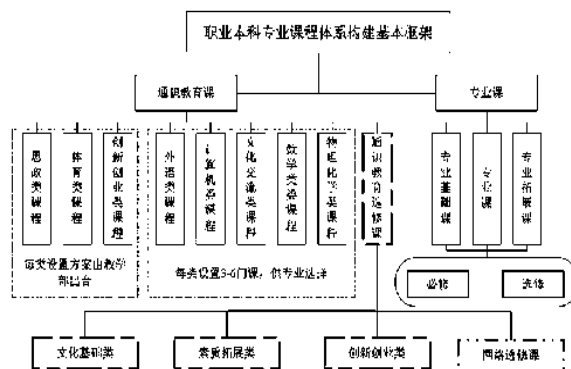 职业本科专业课程体系构建基本框架
通识教育课
专业课
思政类课程
体育类课程
创新创业类课程
外语类课程
计算机类课程
文化交流类课程
数学类课程
物理化学类课程
通识教育选修课
专业基础课
专业课
专业拓展课
每类设置方案由教学
部出台
每类设置3-6门课，供专业选择
必修
选修
文化基础类
素质拓展类
创新创业类
网络选修课